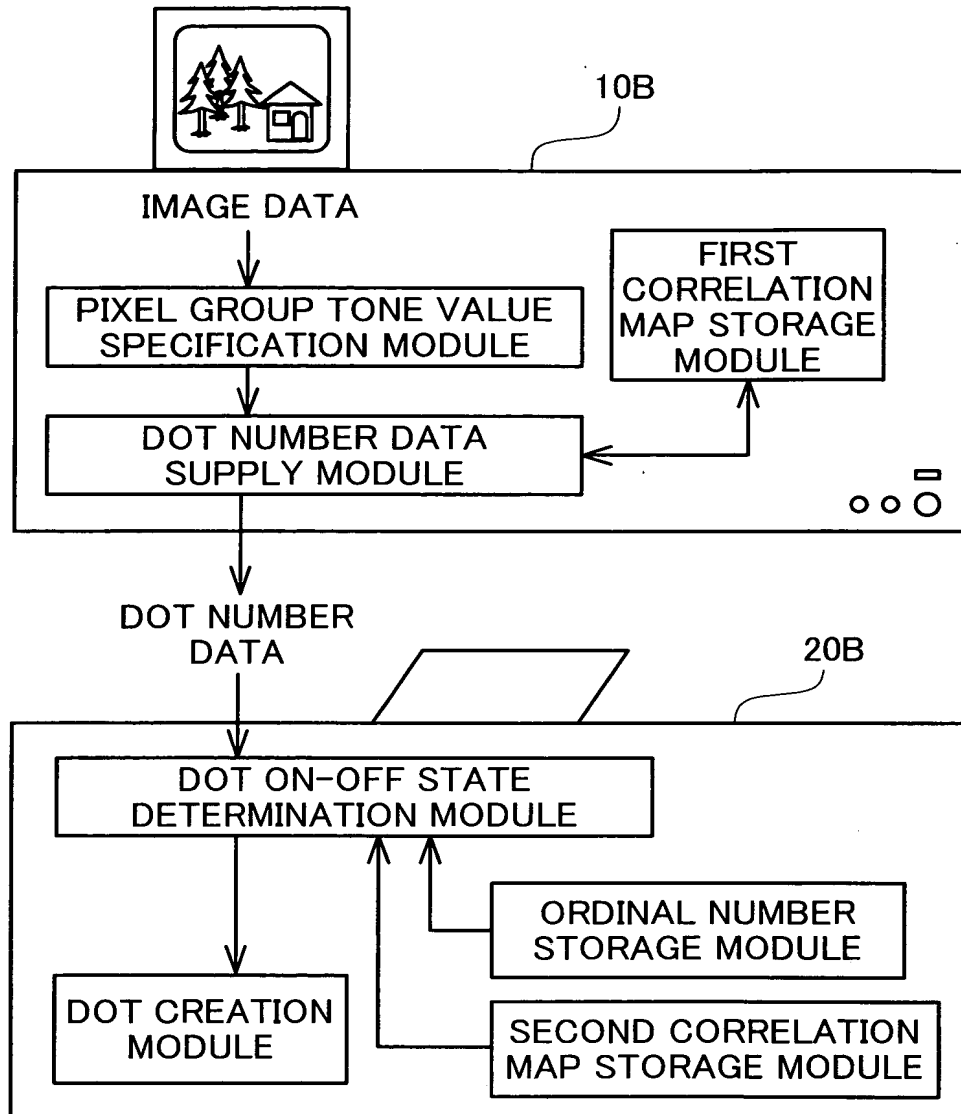 10B
IMAGE DATA
PIXEL GROUP TONE VALUE
SPECIFICATION MODULE
FIRST
CORRELATION
MAP STORAGE
MODULE
DOT NUMBER DATA
SUPPLY MODULE
DOT NUMBER
DATA
20B
DOT ON-OFF STATE
DETERMINATION MODULE
ORDINAL NUMBER
STORAGE MODULE
DOT CREATION
MODULE
SECOND CORRELATION
MAP STORAGE MODULE